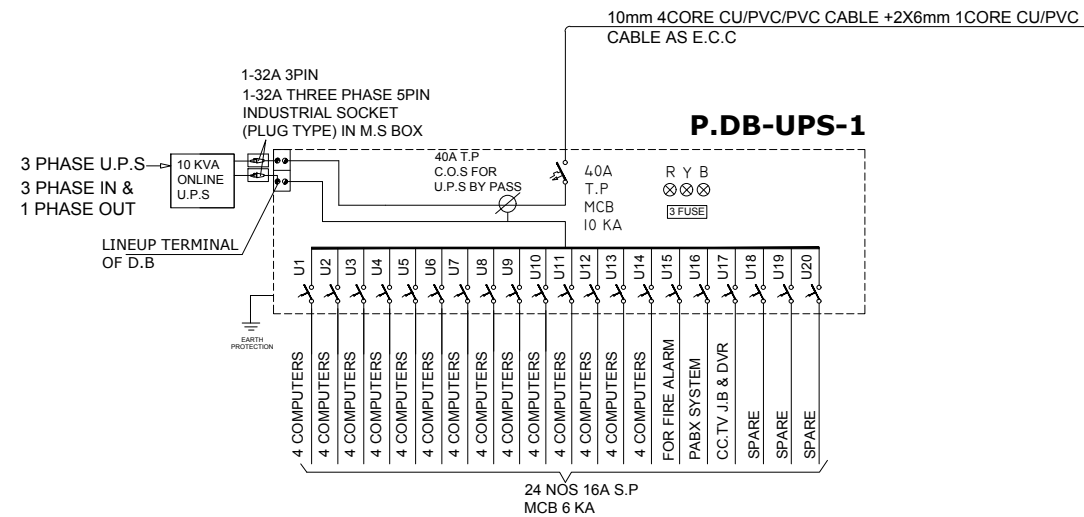 10mm 4CORE CU/PVC/PVC CABLE +2X6mm 1CORE CU/PVC
CABLE AS E.C.C
1-32A 3PIN
1-32A THREE PHASE 5PIN
INDUSTRIAL SOCKET
(PLUG TYPE) IN M.S BOX
P.DB-UPS-1
3 PHASE U.P.S
3 PHASE IN &
1 PHASE OUT
10 KVA
ONLINE
U.P.S
40A T.P
C.O.S FOR
U.P.S BY PASS
40A
T.P
MCB
10 KA
R Y B
3 FUSE
LINEUP TERMINAL
OF D.B
U1
U2
U3
U4
U5
U6
U7
U8
U9
U10
U11
U12
U13
U14
U15
U16
U17
U18
U19
U20
EARTH
PROTECTION
4 COMPUTERS
4 COMPUTERS
4 COMPUTERS
4 COMPUTERS
4 COMPUTERS
4 COMPUTERS
4 COMPUTERS
4 COMPUTERS
4 COMPUTERS
4 COMPUTERS
4 COMPUTERS
4 COMPUTERS
4 COMPUTERS
4 COMPUTERS
FOR FIRE ALARM
PABX SYSTEM
CC.TV J.B & DVR
SPARE
SPARE
SPARE
24 NOS 16A S.P
MCB 6 KA